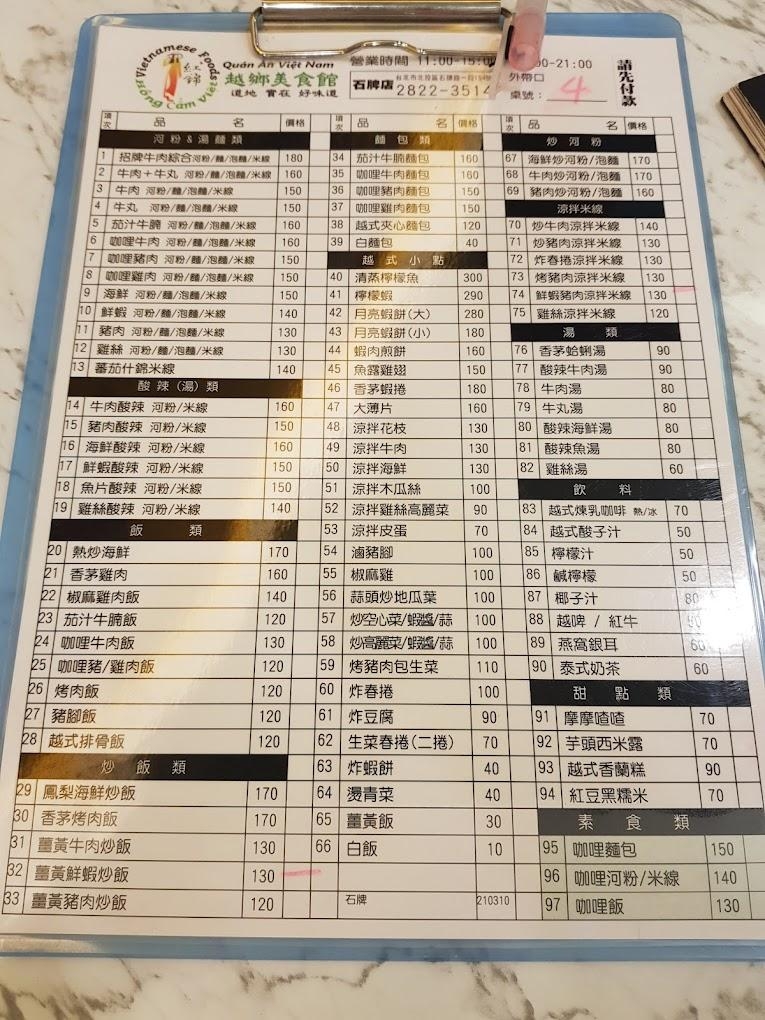 Vietnamese Foods
Hồng Cẩm Việt
紅錦
Quán Ăn Việt Nam
越鄉美食館
道地 實在 好味道
營業時間 11:00-15:00
00-21:00
石牌店
台北市北投區石牌路一段
2822-3514
外帶口
桌號: 4
請先付款
項次 品名 價格
河粉&湯麵類
1 招牌牛肉綜合河粉/麵/泡麵/米線 180
2 牛肉+牛丸 河粉/麵/泡麵/米線 160
3 牛肉 河粉/麵/泡麵/米線 150
4 牛丸 河粉/麵/泡麵/米線 150
5 茄汁牛腩 河粉/麵/泡麵/米線 160
6 咖哩牛肉 河粉/麵/泡麵/米線 160
7 咖哩豬肉 河粉/麵/泡麵/米線 150
8 咖哩雞肉 河粉/麵/泡麵/米線 150
9 海鮮 河粉/麵/泡麵/米線 150
10 鮮蝦 河粉/麵/泡麵/米線 140
11 豬肉 河粉/麵/泡麵/米線 130
12 雞絲 河粉/麵/泡麵/米線 130
13 蕃茄什錦米線 140
酸辣(湯)類
14 牛肉酸辣 河粉/米線 160
15 豬肉酸辣 河粉/米線 150
16 海鮮酸辣 河粉/米線 160
17 鮮蝦酸辣 河粉/米線 150
18 魚片酸辣 河粉/米線 150
19 雞絲酸辣 河粉/米線 140
飯類
20 熱炒海鮮 170
21 香茅雞肉 160
22 椒麻雞肉飯 140
23 茄汁牛腩飯 120
24 咖哩牛肉飯 130
25 咖哩豬/雞肉飯 120
26 烤肉飯 120
27 豬腳飯 120
28 越式排骨飯 120
炒飯類
29 鳳梨海鮮炒飯 170
30 香茅烤肉飯 170
31 薑黃牛肉炒飯 130
32 薑黃鮮蝦炒飯 130
33 薑黃豬肉炒飯 120
項次 品名 價格
麵包類
34 茄汁牛腩麵包 160
35 咖哩牛肉麵包 160
36 咖哩豬肉麵包 150
37 咖哩雞肉麵包 150
38 越式夾心麵包 120
39 白麵包 40
越式小點
40 清蒸檸檬魚 300
41 檸檬蝦 290
42 月亮蝦餅(大) 280
43 月亮蝦餅(小) 180
44 蝦肉煎餅 160
45 魚露雞翅 150
46 香茅蝦捲 180
47 大薄片 160
48 涼拌花枝 130
49 涼拌牛肉 130
50 涼拌海鮮 130
51 涼拌木瓜絲 100
52 涼拌雞絲高麗菜 90
53 涼拌皮蛋 70
54 滷豬腳 100
55 椒麻雞 100
56 蒜頭炒地瓜葉 100
57 炒空心菜/蝦醬/蒜 100
58 炒高麗菜/蝦醬/蒜 100
59 烤豬肉包生菜 110
60 炸春捲 100
61 炸豆腐 90
62 生菜春捲(二捲) 70
63 炸蝦餅 40
64 燙青菜 40
65 薑黃飯 30
66 白飯 10
石牌 210310
項次 品名 價格
炒河粉
67 海鮮炒河粉/泡麵 170
68 牛肉炒河粉/泡麵 170
69 豬肉炒河粉/泡麵 160
涼拌米線
70 炒牛肉涼拌米線 140
71 炒豬肉涼拌米線 130
72 炸春捲涼拌米線 130
73 烤豬肉涼拌米線 130
74 鮮蝦豬肉涼拌米線 130
75 雞絲涼拌米線 120
湯類
76 香茅蛤蜊湯 90
77 酸辣牛肉湯 90
78 牛肉湯 80
79 牛丸湯 80
80 酸辣海鮮湯 80
81 酸辣魚湯 80
82 雞絲湯 60
飲料
83 越式煉乳咖啡 熱/冰 70
84 越式酸子汁 50
85 檸檬汁 50
86 鹹檸檬 50
87 椰子汁 80
88 越啤 / 紅牛
89 燕窩銀耳 60
90 泰式奶茶 60
甜點類
91 摩摩喳喳 70
92 芋頭西米露 70
93 越式香蘭糕 90
94 紅豆黑糯米 70
素食類
95 咖哩麵包 150
96 咖哩河粉/米線 140
97 咖哩飯 130